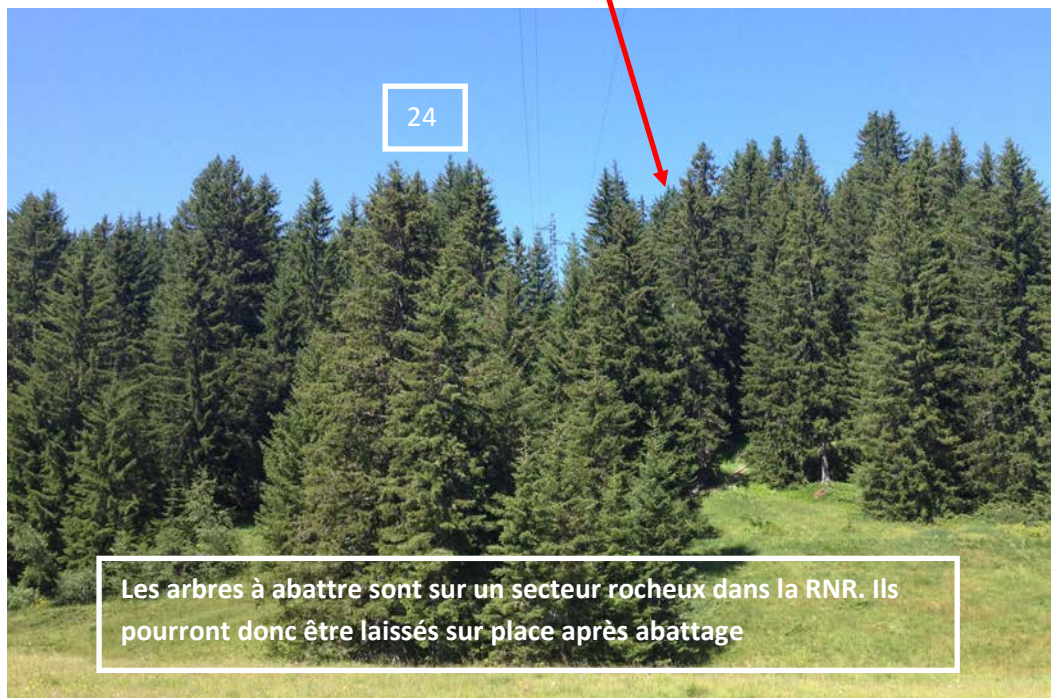 24
Les arbres à abattre sont sur un secteur rocheux dans la RNR. Ils
pourront donc être laissés sur place après abattage